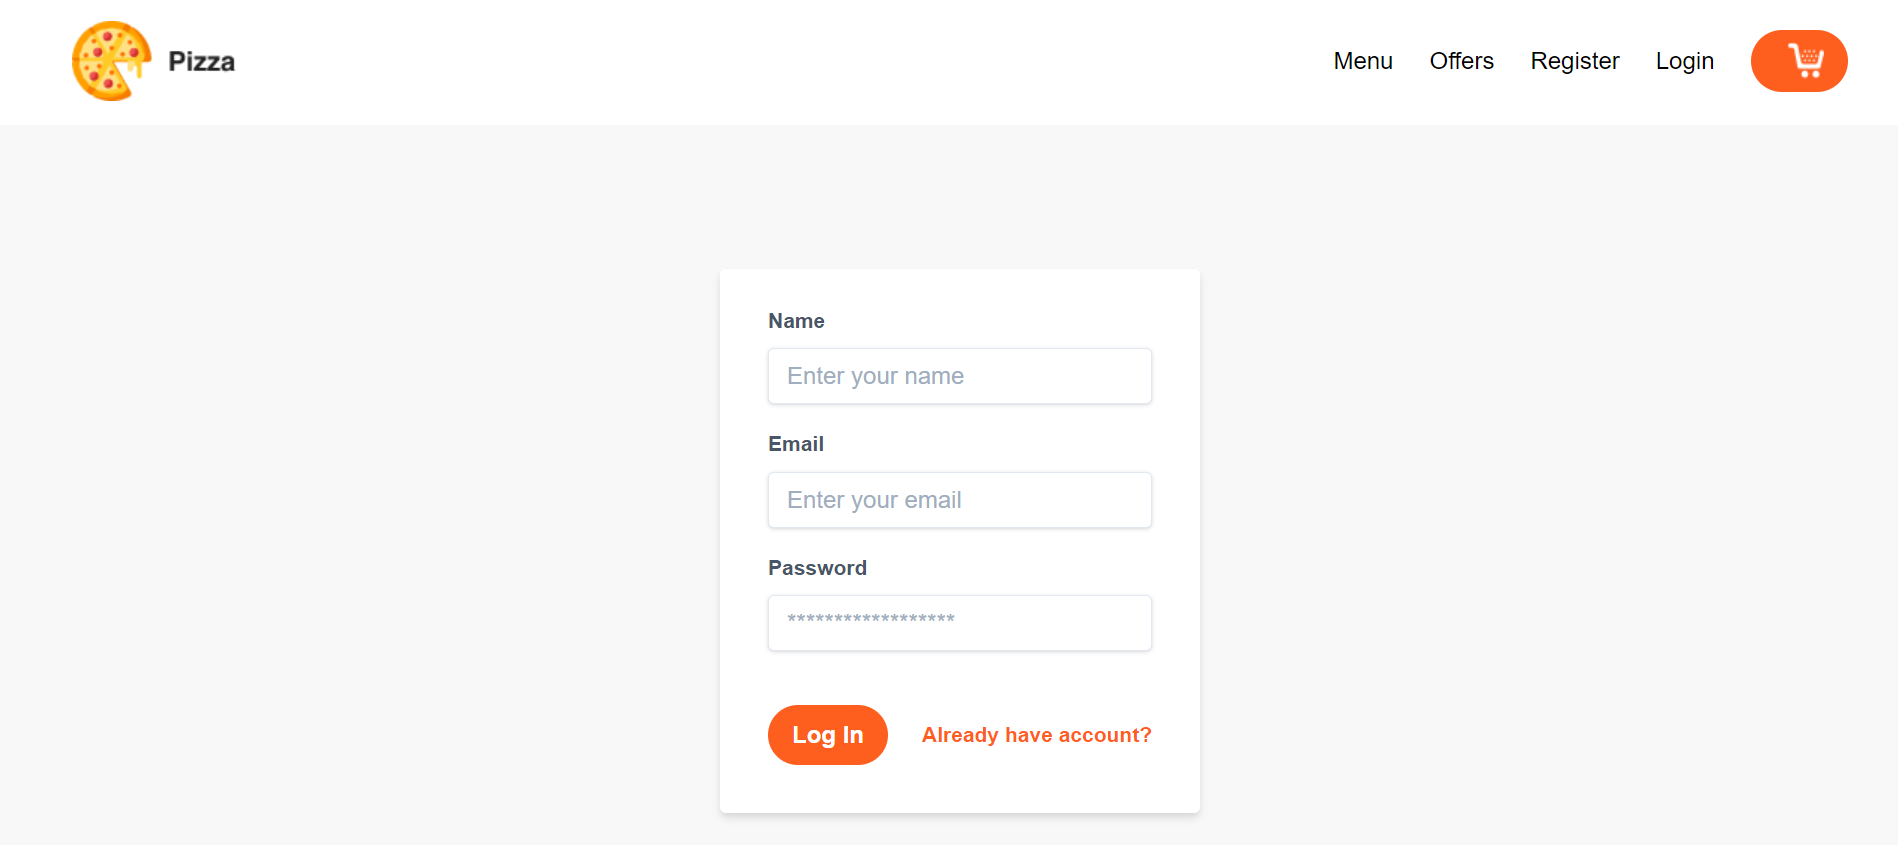 Pizza
Menu Offers Register Login
Name
Enter your name
Email
Enter your email
Password
******************
Log In Already have account?